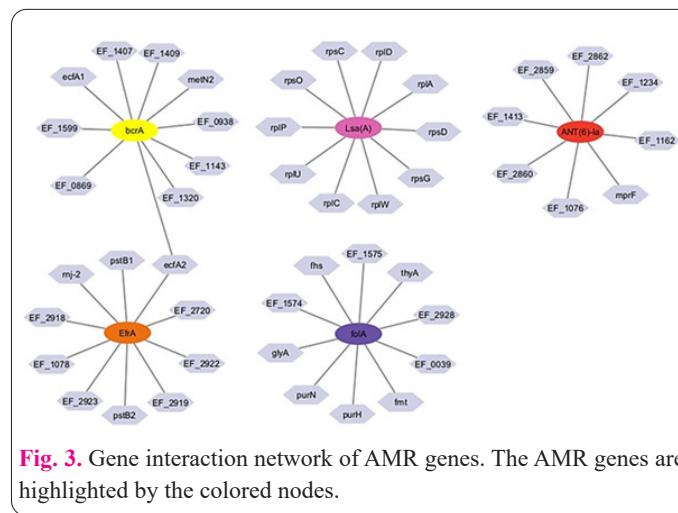 EF_1407
EF_1409
ecfA1
metN2
EF_1599
bcrA
EF_0938
EF_1143
EF_0869
EF_1320
rpsC
rplD
rpsO
rplA
rplP
Lsa(A)
rpsD
rplU
rpsG
rplC
rplW
EF_2862
EF_2859
EF_1234
EF_1413
ANT(6)-Ia
EF_1162
EF_2860
mprF
EF_1076
pstB1
ecfA2
rnj-2
EF_2918
EF_2720
EfrA
EF_1078
EF_2922
EF_2923
EF_2919
pstB2
EF_1575
fhs
thyA
EF_1574
EF_2928
folA
glyA
EF_0039
purN
fmt
purH
Fig. 3. Gene interaction network of AMR genes. The AMR genes are
highlighted by the colored nodes.